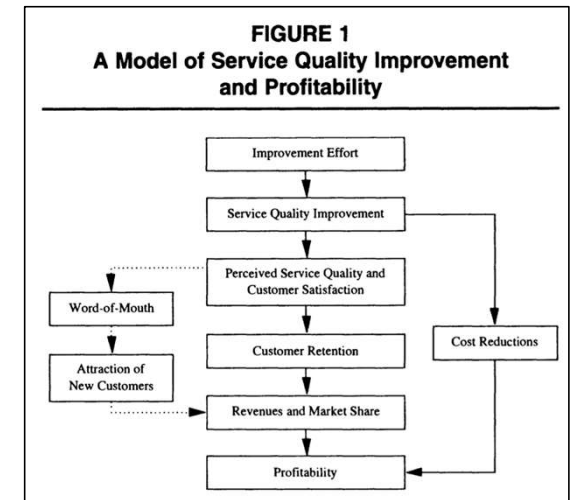 FIGURE 1
A Model of Service Quality Improvement
and Profitability
Improvement Effort
Service Quality Improvement
Perceived Service Quality and
Customer Satisfaction
Word-of-Mouth
Customer Retention
Cost Reductions
Attraction of
New Customers
Revenues and Market Share
Profitability